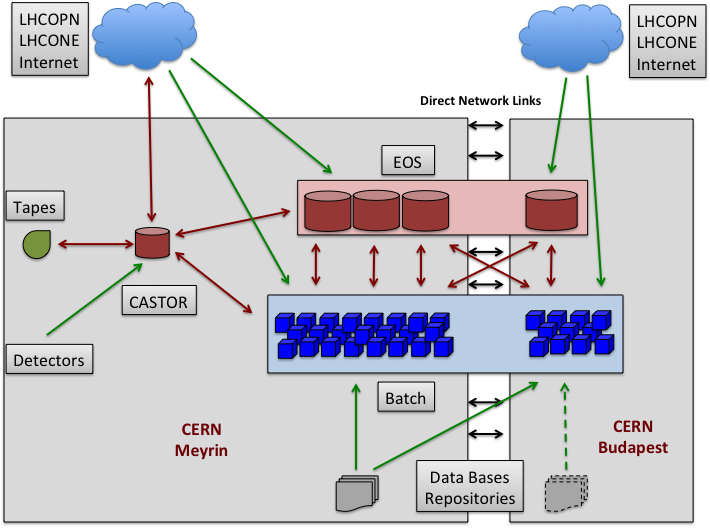 LHCOPN
LHCONE
Internet
LHCOPN
LHCONE
Internet
Direct Network Links
EOS
Tapes
CASTOR
Detectors
Batch
CERN
Meyrin
CERN
Budapest
Data Bases
Repositories